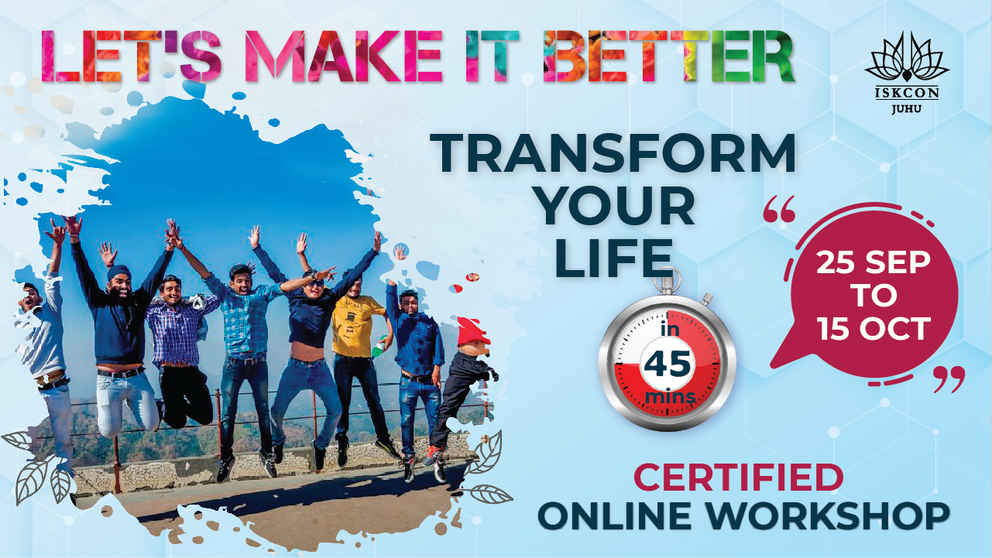 LET'S MAKE IT BETTER
ISKCON
JUHU
TRANSFORM
YOUR
LIFE
in
45
mins
“
25 SEP
TO
15 OCT
”
CERTIFIED
ONLINE WORKSHOP